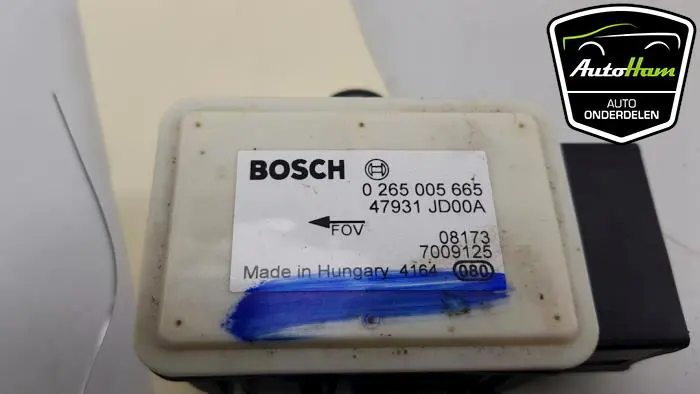 BOSCH
0 265 005 665
47931 JD00A
FOV
08173
7009125
Made in Hungary 4164 080
AutoHam
AUTO
ONDERDELEN